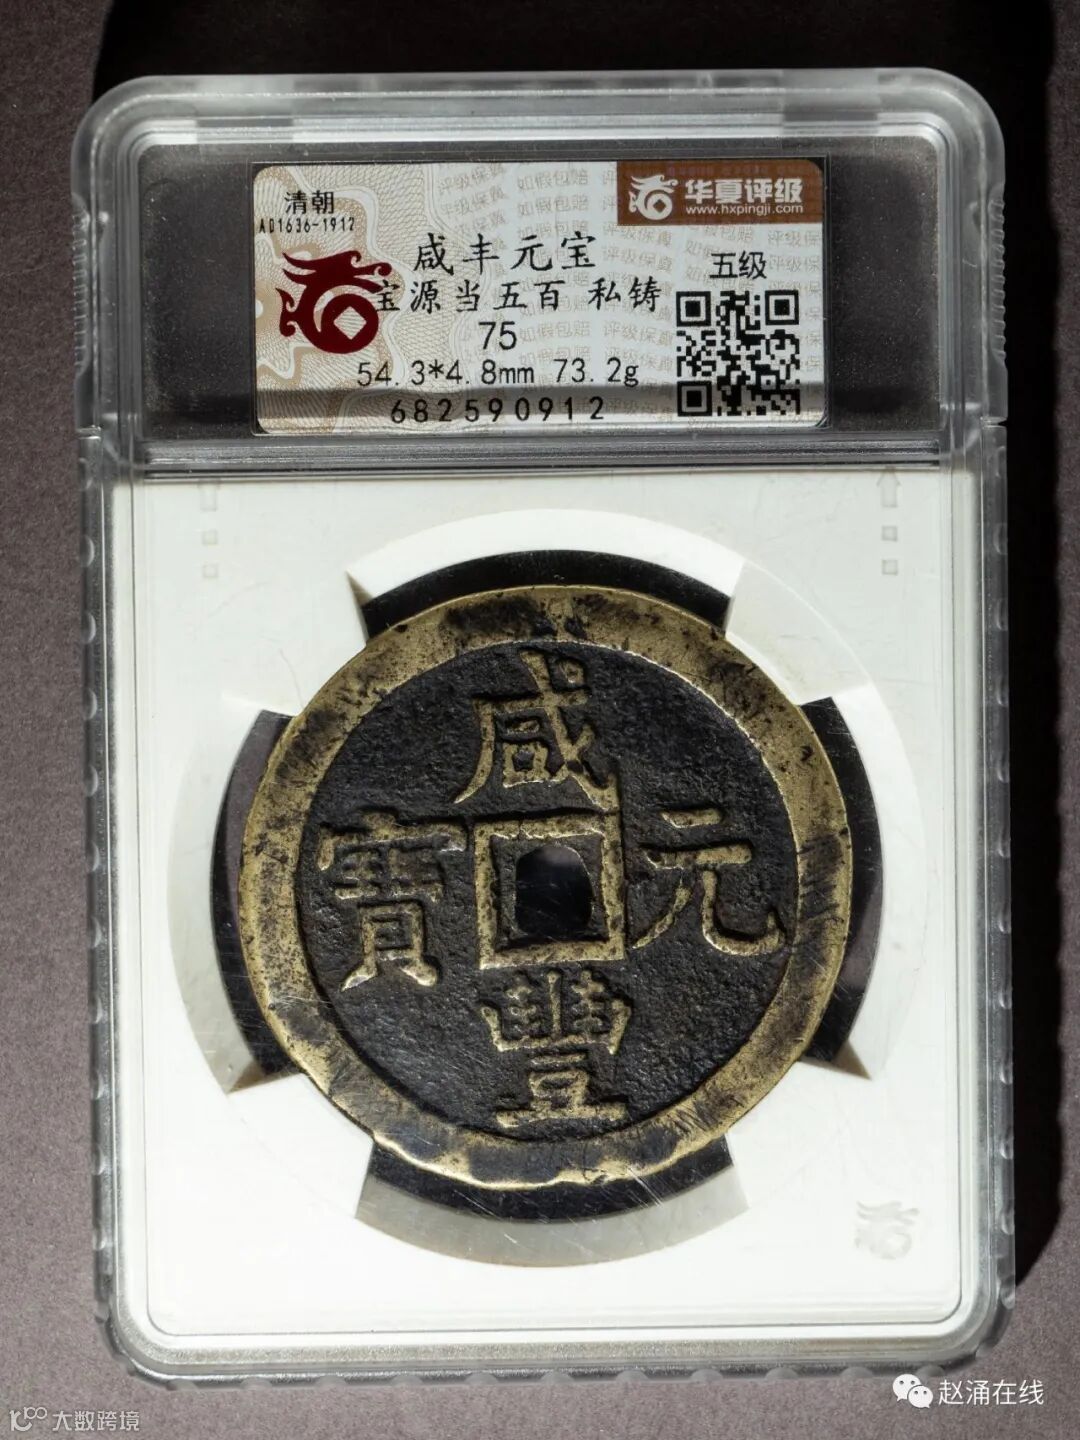 清朝
AD1636-1912
华夏评级
www.hxpingji.com
咸丰元宝
五级
宝源当五百 私铸
75
54.3*4.8mm 73.2g
682590912
咸
元
寶
豐
赵涌在线
大数跨境